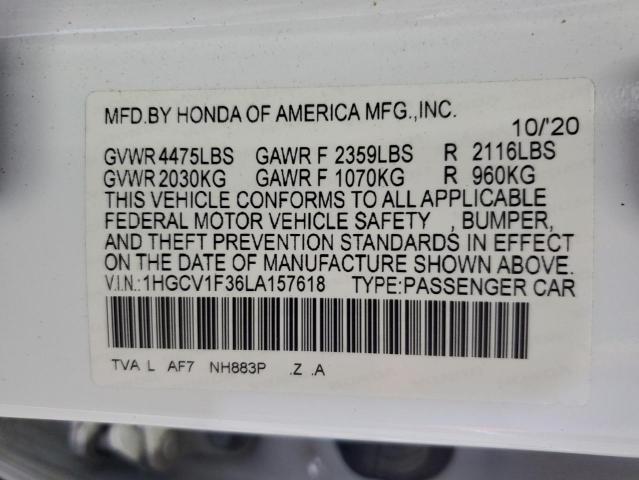 MFD.BY HONDA OF AMERICA MFG.,INC.
10/'20
GVWR 4475LBS GAWR F 2359LBS R 2116LBS
GVWR 2030KG GAWR F 1070KG R 960KG
THIS VEHICLE CONFORMS TO ALL APPLICABLE
FEDERAL MOTOR VEHICLE SAFETY , BUMPER,
AND THEFT PREVENTION STANDARDS IN EFFECT
ON THE DATE OF MANUFACTURE SHOWN ABOVE.
V.I.N.:1HGCV1F36LA157618 TYPE:PASSENGER CAR
TVA L AF7 NH883P .Z .A